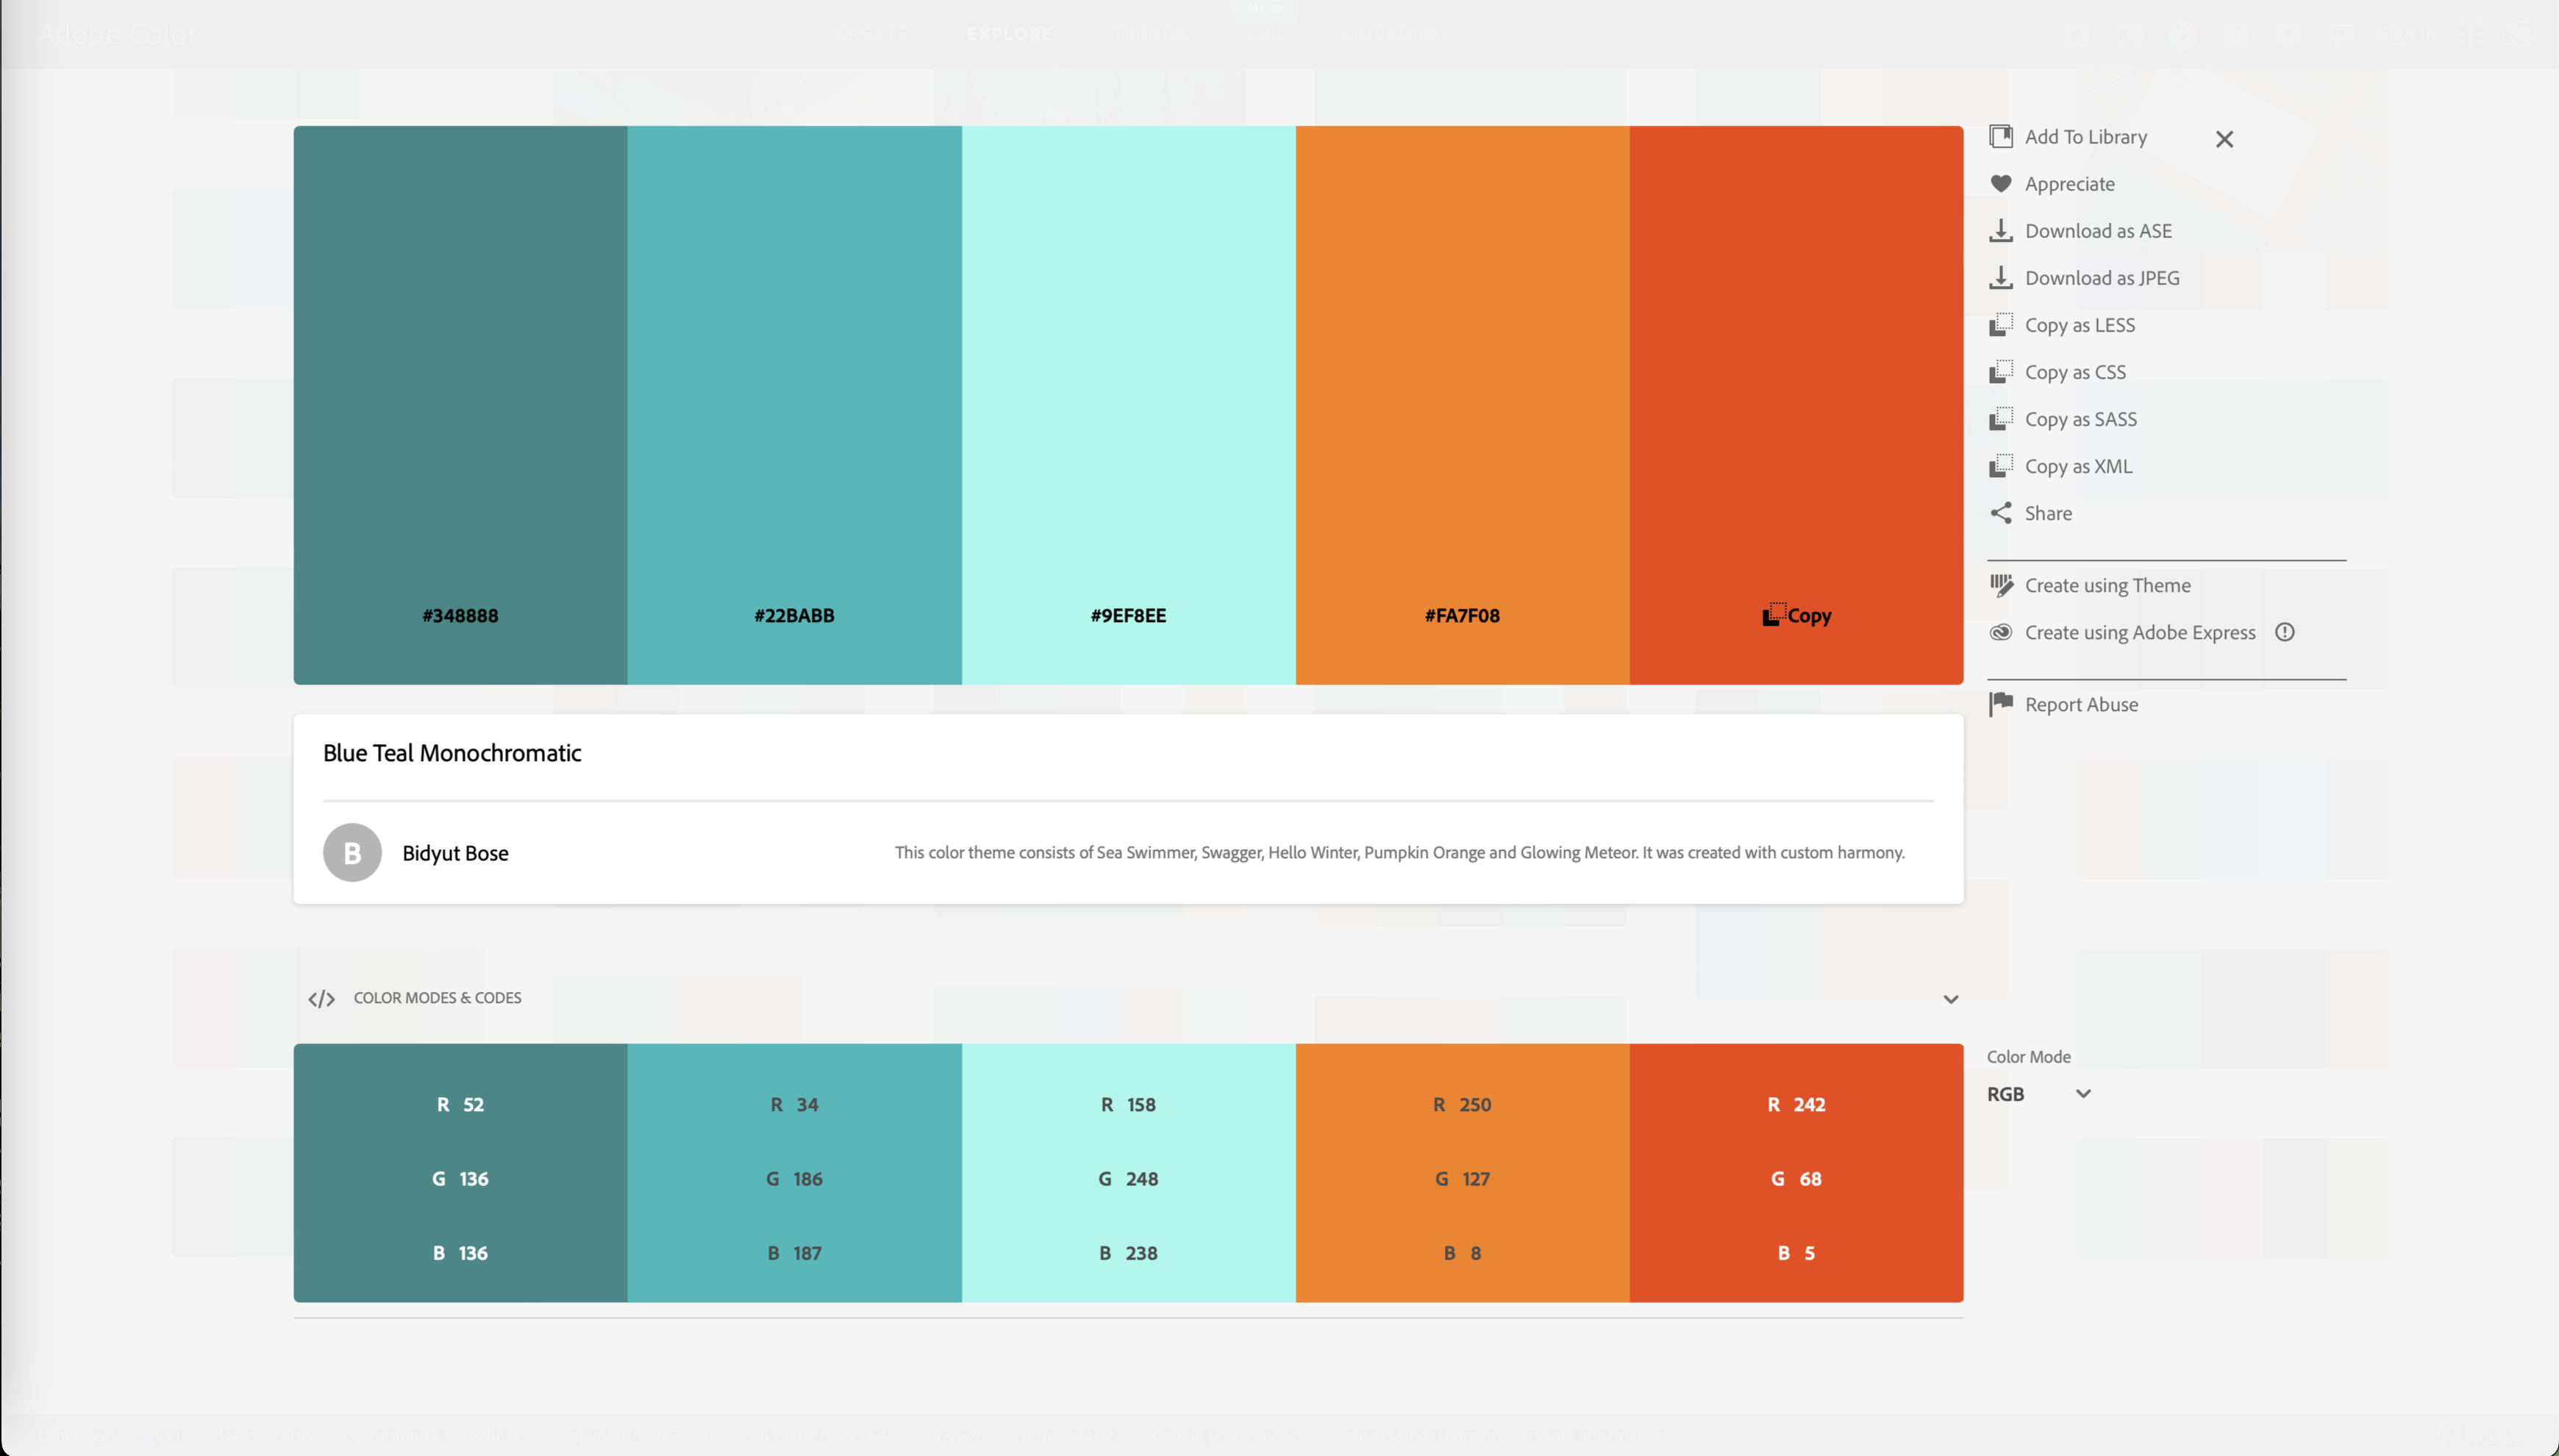 New
Adobe Color
EXPLORE
TRENDS
LAB
LIBRARIES
Add To Library
Appreciate
Download as ASE
Download as JPEG
Copy as LESS
Copy as CSS
Copy as SASS
Copy as XML
Share
#348888
#22BABB
#9EF8EE
#FA7F08
Copy
Create using Theme
Create using Adobe Express
Report Abuse
Blue Teal Monochromatic
B
Bidyut Bose
This color theme consists of Sea Swimmer, Swagger, Hello Winter, Pumpkin Orange and Glowing Meteor. It was created with custom harmony.
</> COLOR MODES & CODES
Color Mode
RGB
R 52
R 34
R 158
R 250
R 242
G 136
G 186
G 248
G 127
G 68
B 136
B 187
B 238
B 8
B 5